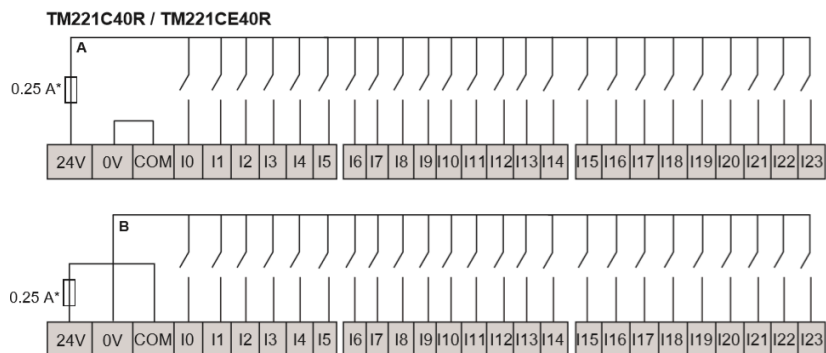 TM221C40R / TM221CE40R
A
0.25 A*
24V 0V COM I0 I1 I2 I3 I4 I5 I6 I7 I8 I9 I10 I11 I12 I13 I14 I15 I16 I17 I18 I19 I20 I21 I22 I23
B
0.25 A*
24V 0V COM I0 I1 I2 I3 I4 I5 I6 I7 I8 I9 I10 I11 I12 I13 I14 I15 I16 I17 I18 I19 I20 I21 I22 I23